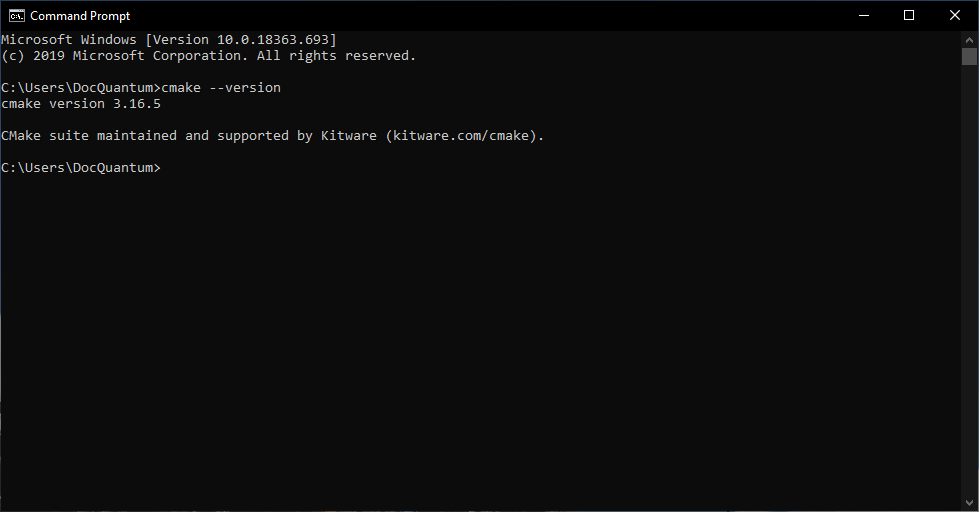 Command Prompt
Microsoft Windows [Version 10.0.18363.693]
(c) 2019 Microsoft Corporation. All rights reserved.
C:\Users\DocQuantum>cmake --version
cmake version 3.16.5
CMake suite maintained and supported by Kitware (kitware.com/cmake).
C:\Users\DocQuantum>